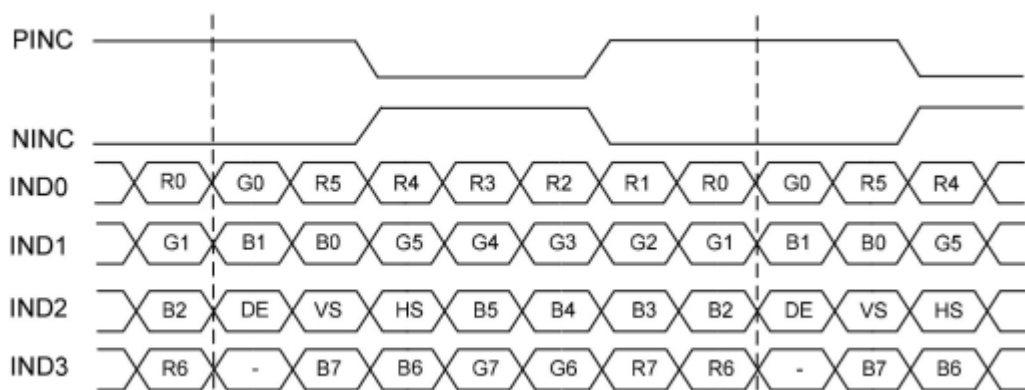 PINC
NINC
IND0 R0 G0 R5 R4 R3 R2 R1 R0 G0 R5 R4
IND1 G1 B1 B0 G5 G4 G3 G2 G1 B1 B0 G5
IND2 B2 DE VS HS B5 B4 B3 B2 DE VS HS
IND3 R6 - B7 B6 G7 G6 R7 R6 - B7 B6